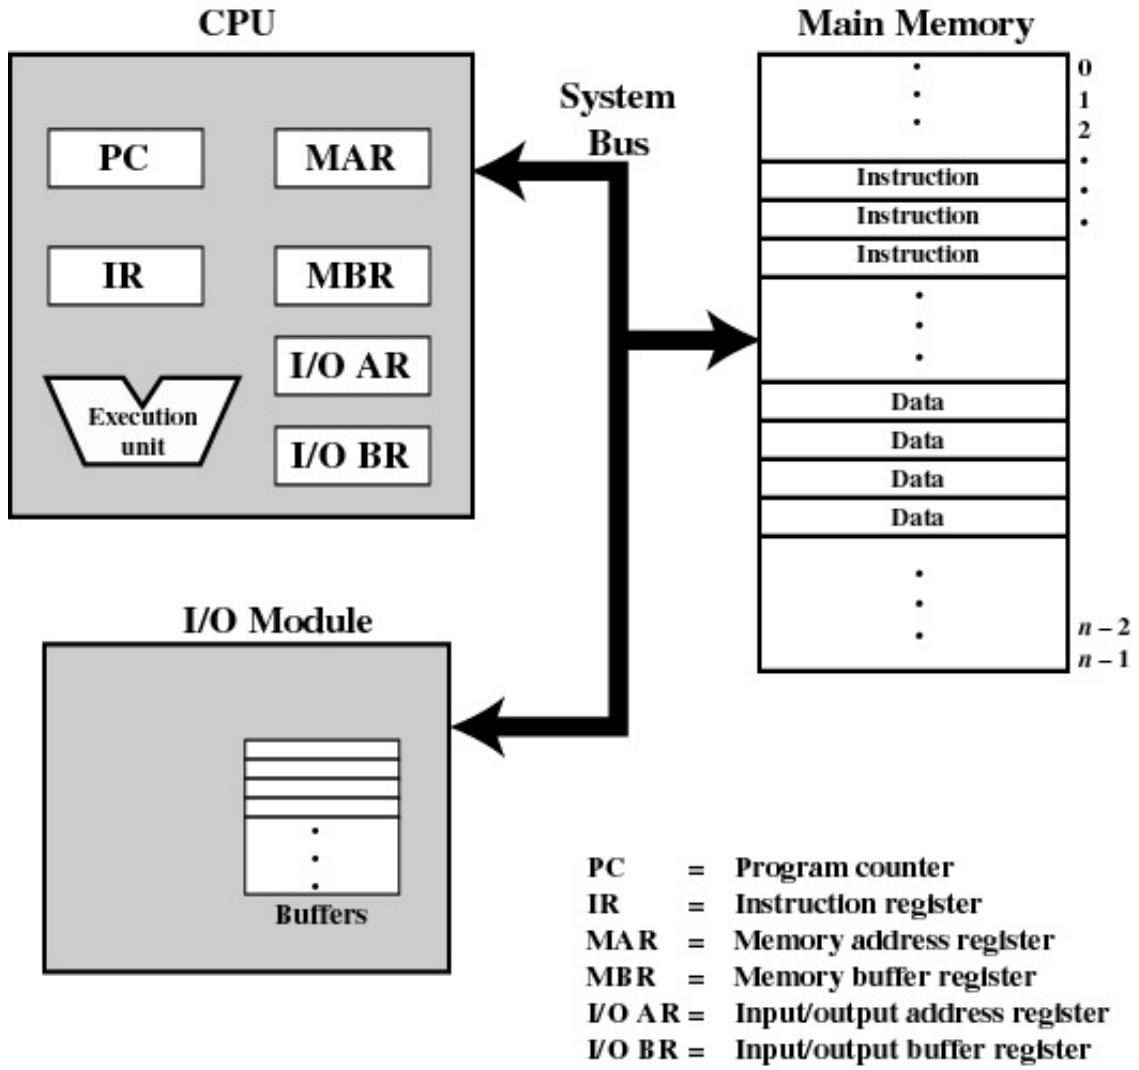 CPU
Main Memory
System
Bus
PC
MAR
IR
MBR
I/O AR
I/O BR
Execution
unit
0
1
2
Instruction
Instruction
Instruction
Data
Data
Data
Data
n – 2
n – 1
I/O Module
Buffers
PC = Program counter
IR = Instruction register
MAR = Memory address register
MBR = Memory buffer register
I/O AR = Input/output address register
I/O BR = Input/output buffer register